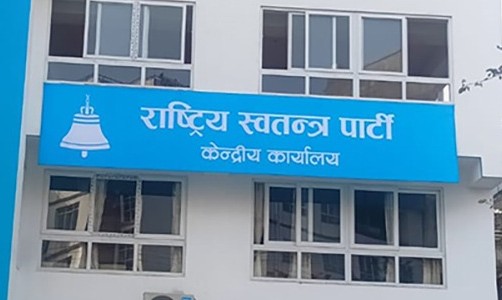 राष्ट्रिय स्वतन्त्र पार्टी
केन्द्रीय कार्यालय